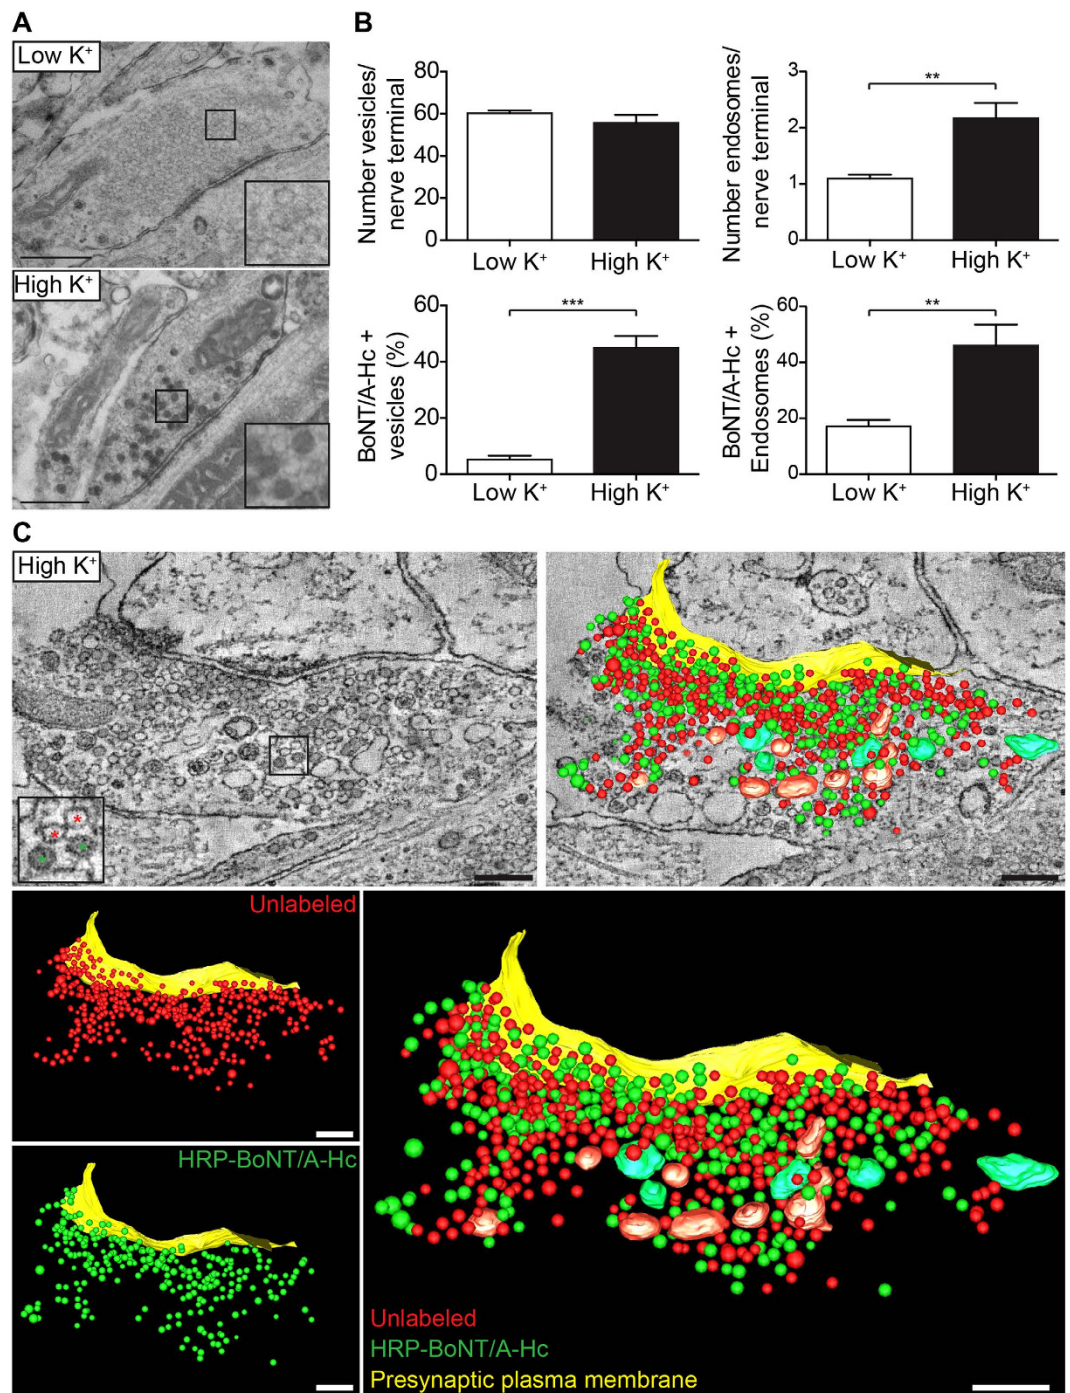 A
Low K⁺
High K⁺
B
Number vesicles/
nerve terminal
80
60
40
20
0
Low K⁺
High K⁺
Number endosomes/
nerve terminal
3
2
1
0
**
Low K⁺
High K⁺
BoNT/A-Hc +
vesicles (%)
60
40
20
0
***
Low K⁺
High K⁺
BoNT/A-Hc +
Endosomes (%)
60
40
20
0
**
Low K⁺
High K⁺
C
High K⁺
*
*
*
*
Unlabeled
HRP-BoNT/A-Hc
Unlabeled
HRP-BoNT/A-Hc
Presynaptic plasma membrane